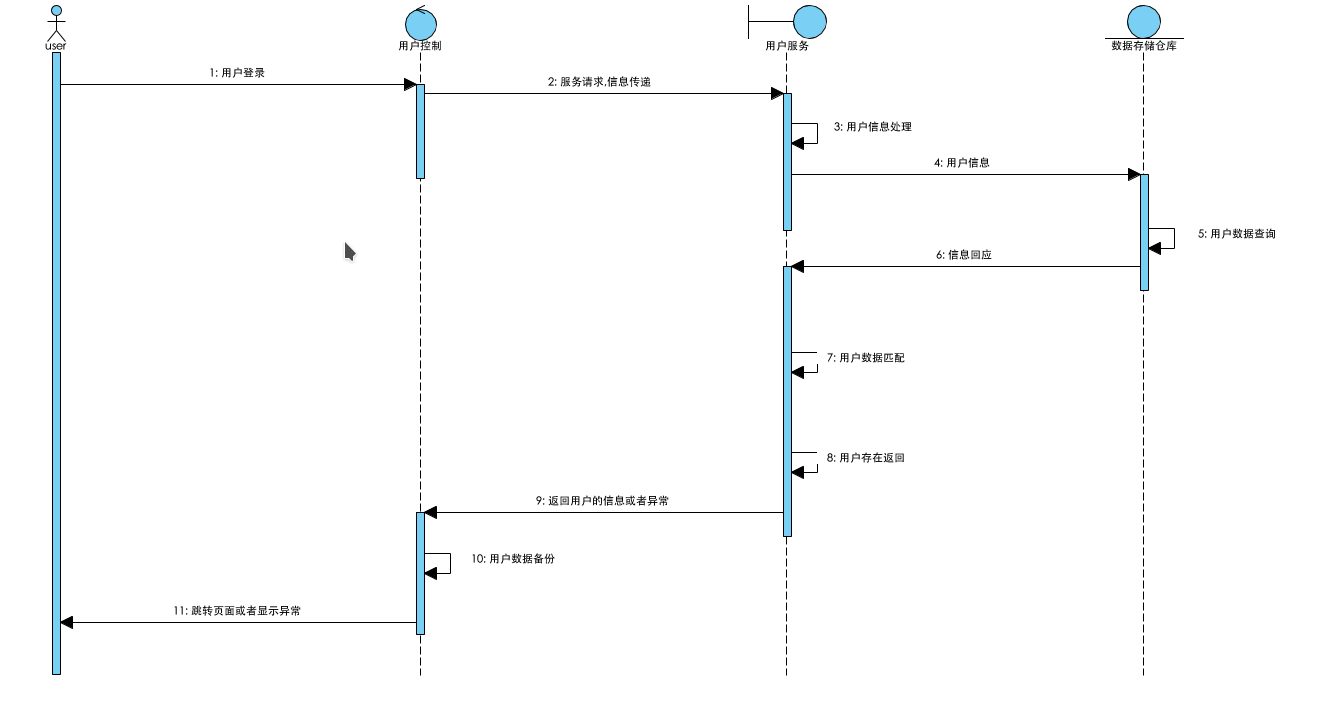 user
用户控制
用户服务
数据存储仓库
1: 用户登录
2: 服务请求,信息传递
3: 用户信息处理
4: 用户信息
5: 用户数据查询
6: 信息回应
7: 用户数据匹配
8: 用户存在返回
9: 返回用户的信息或者异常
10: 用户数据备份
11: 跳转页面或者显示异常